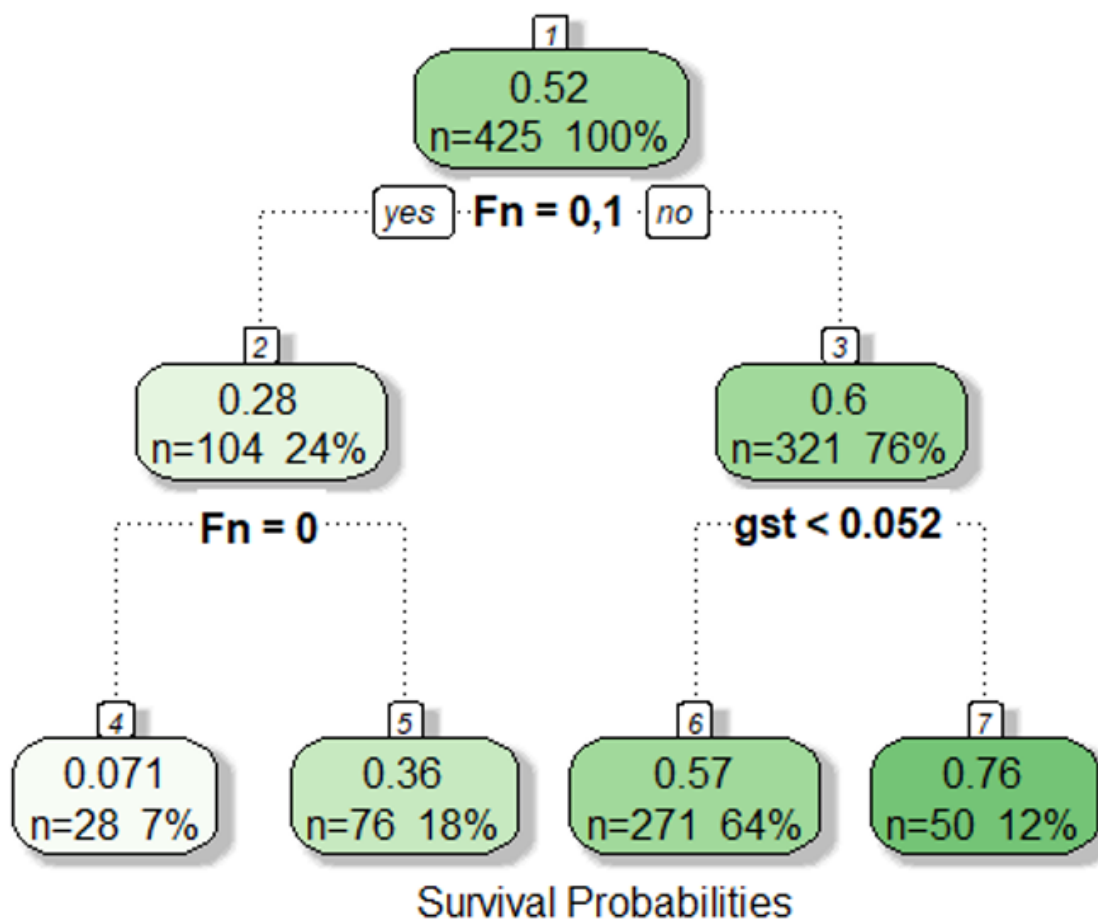 1
0.52
n=425 100%
yes Fn = 0,1 no
2
0.28
n=104 24%
3
0.6
n=321 76%
Fn = 0
gst < 0.052
4
0.071
n=28 7%
5
0.36
n=76 18%
6
0.57
n=271 64%
7
0.76
n=50 12%
Survival Probabilities